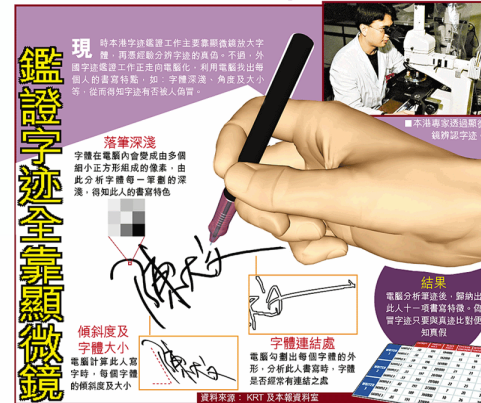 鑑證字迹全靠顯微鏡
現時本港字迹鑑證工作主要靠顯微鏡放大字
體，再憑經驗分辨字迹的真偽。不過，外
國字迹鑑證工作正走向電腦化，利用電腦找出每
個人的書寫特點，如：字體深淺、角度及大小
等，從而得知字迹有否被人偽冒。
■本港專家透過顯
鏡辨認字迹。
落筆深淺
字體在電腦內會變成由多個
細小正方形組成的像素，由
此分析字體每一筆劃的深
淺，得知此人的書寫特色
傾斜度及
字體大小
電腦計算此人寫
字時，每個字體
的傾斜度及大小
字體連結處
電腦勾劃出每個字體的外
形，分析此人書寫時，字體
是否經常有連結之處
結果
電腦分析筆迹後，歸納出
此人十一項書寫特徵。偽
冒字迹只要與真迹比對便
知真假
資料來源：KRT 及本報資料室